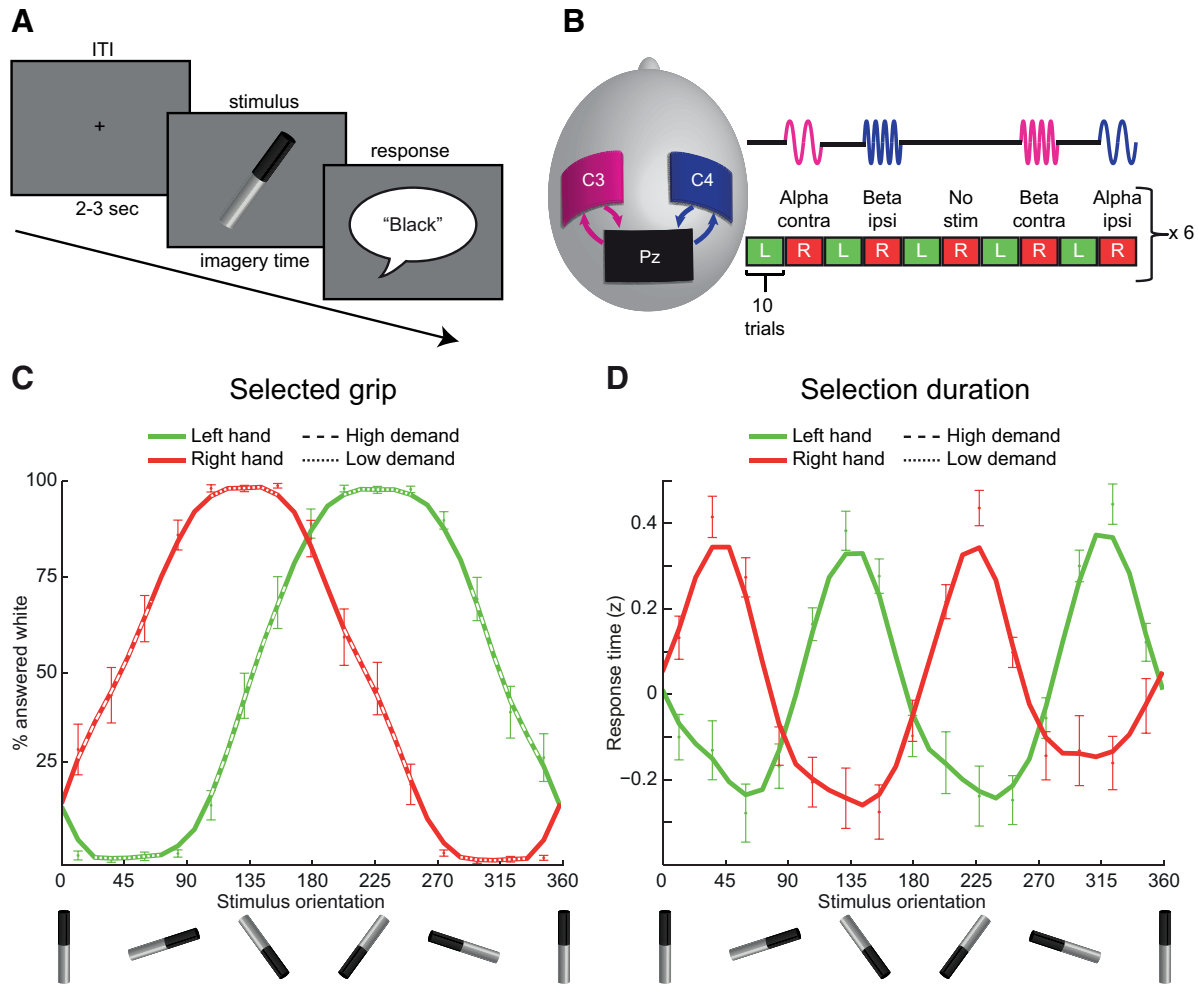 A
ITI
+
2-3 sec
stimulus
imagery time
response
“Black”
B
C3
C4
Pz
Alpha contra
Beta ipsi
No stim
Beta contra
Alpha ipsi
L R L R L R L R L R
x 6
10 trials
C
Selected grip
Left hand
High demand
Right hand
Low demand
% answered white
100
75
50
25
0 45 90 135 180 225 270 315 360
Stimulus orientation
D
Selection duration
Left hand
High demand
Right hand
Low demand
Response time (z)
0.4
0.2
0
−0.2
0 45 90 135 180 225 270 315 360
Stimulus orientation